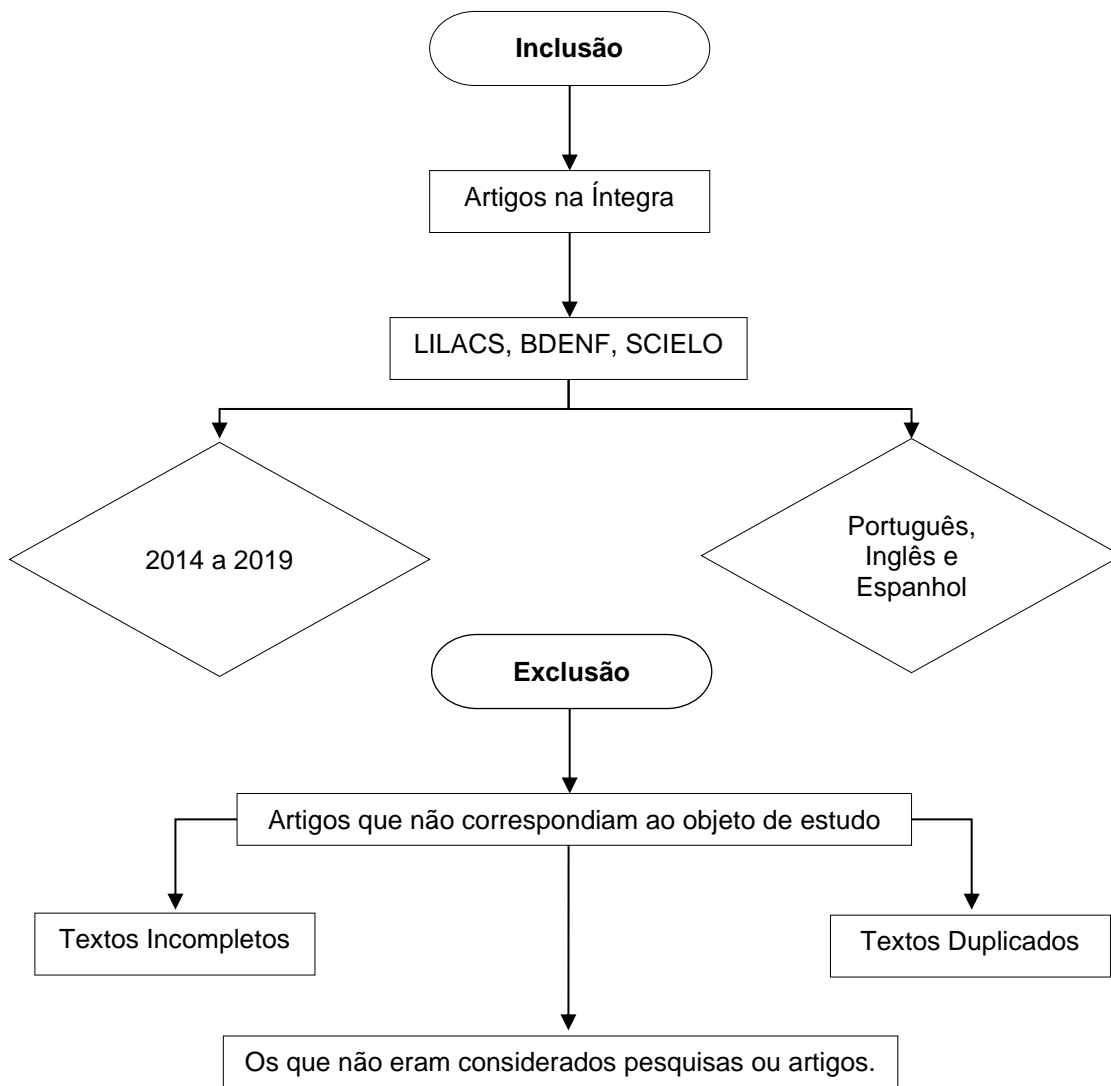 Inclusão
Artigos na Íntegra
LILACS, BDENF, SCIELO
2014 a 2019
Português,
Inglês e
Espanhol
Exclusão
Artigos que não correspondiam ao objeto de estudo
Textos Incompletos
Textos Duplicados
Os que não eram considerados pesquisas ou artigos.